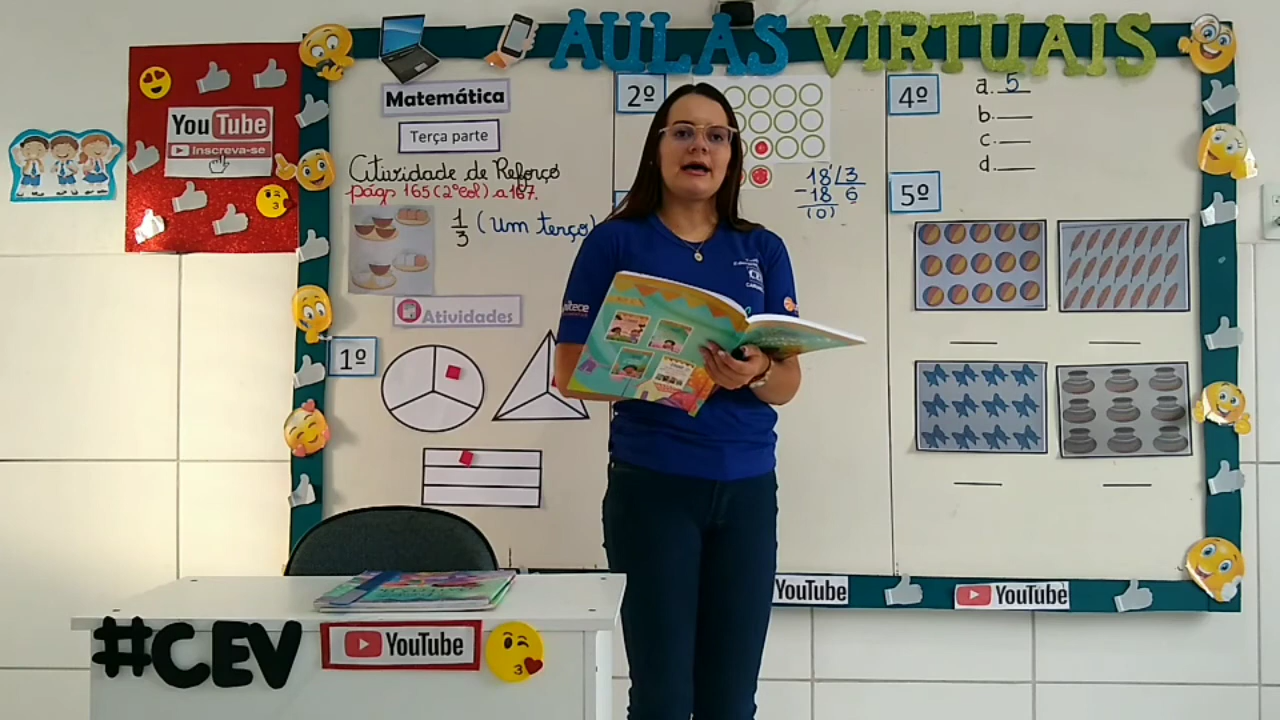 AULAS VIRTUAIS
YouTube
Inscreva-se
Matemática
Terça parte
Atividade de Reforço
págs 165 (2ª col) a 167.
1/3 (um terço)
Atividades
1º
2º
18/3
-18 6
(0)
4º
a. 5
b.
c.
d.
5º
YouTube
YouTube
#CEV
YouTube